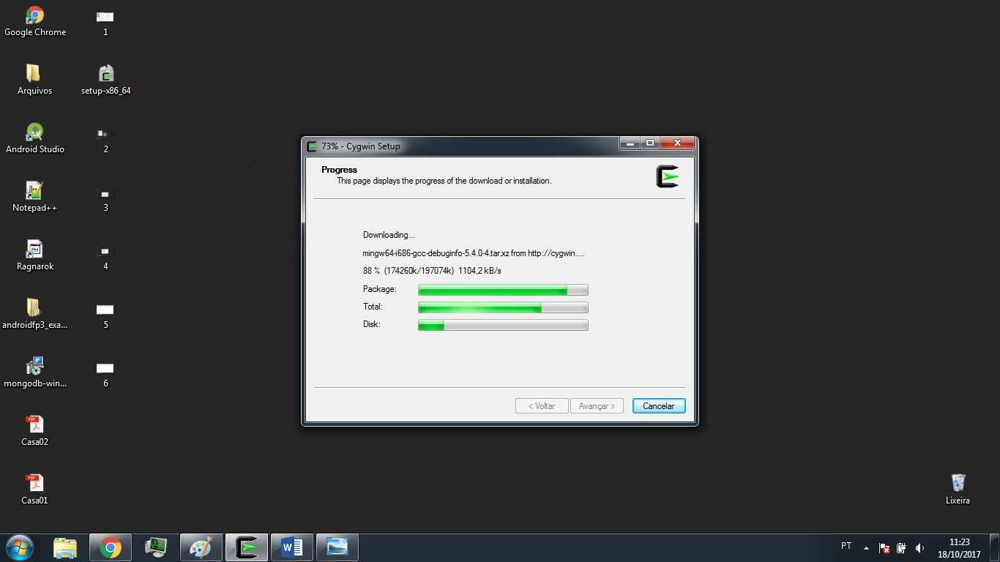 Google Chrome
1
Arquivos
setup-x86_64
Android Studio
2
Notepad++
3
Ragnarok
4
androidfp3_exa...
5
mongodb-win...
6
Casa02
Casa01
73% - Cygwin Setup
Progress
This page displays the progress of the download or installation.
Downloading...
mingw64-i686-gcc-debuginfo-5.4.0-4.tar.xz from http://cygwin....
88 % (174260k/197074k) 1104,2 kB/s
Package:
Total:
Disk:
< Voltar
Avançar >
Cancelar
Lixeira
PT
11:23
18/10/2017